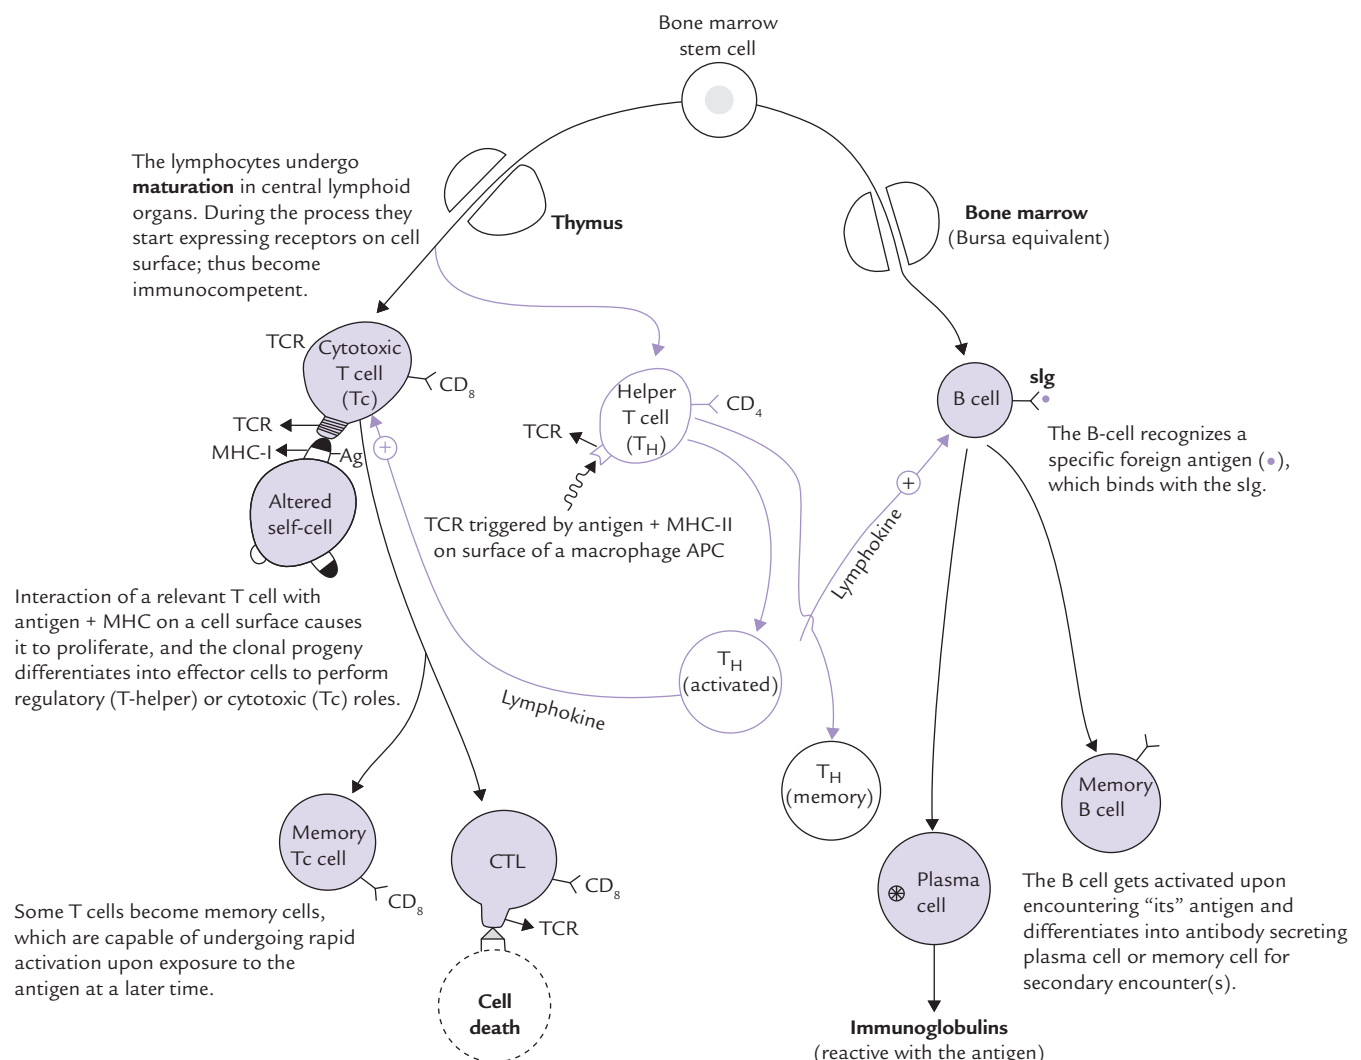 Bone marrow
stem cell
The lymphocytes undergo
maturation in central lymphoid
organs. During the process they
start expressing receptors on cell
surface; thus become
immunocompetent.
Thymus
Bone marrow
(Bursa equivalent)
TCR
Cytotoxic
T cell
(Tc)
CD8
TCR
MHC-I
Ag
Altered
self-cell
Helper
T cell
(TH)
CD4
TCR
TCR triggered by antigen + MHC-II
on surface of a macrophage APC
B cell
sIg
The B-cell recognizes a
specific foreign antigen (•),
which binds with the sIg.
+
+
Lymphokine
Interaction of a relevant T cell with
antigen + MHC on a cell surface causes
it to proliferate, and the clonal progeny
differentiates into effector cells to perform
regulatory (T-helper) or cytotoxic (Tc) roles.
Lymphokine
TH
(activated)
TH
(memory)
Memory
B cell
Memory
Tc cell
CD8
CTL
CD8
TCR
Plasma
cell
Some T cells become memory cells,
which are capable of undergoing rapid
activation upon exposure to the
antigen at a later time.
Cell
death
The B cell gets activated upon
encountering “its” antigen and
differentiates into antibody secreting
plasma cell or memory cell for
secondary encounter(s).
Immunoglobulins
(reactive with the antigen)